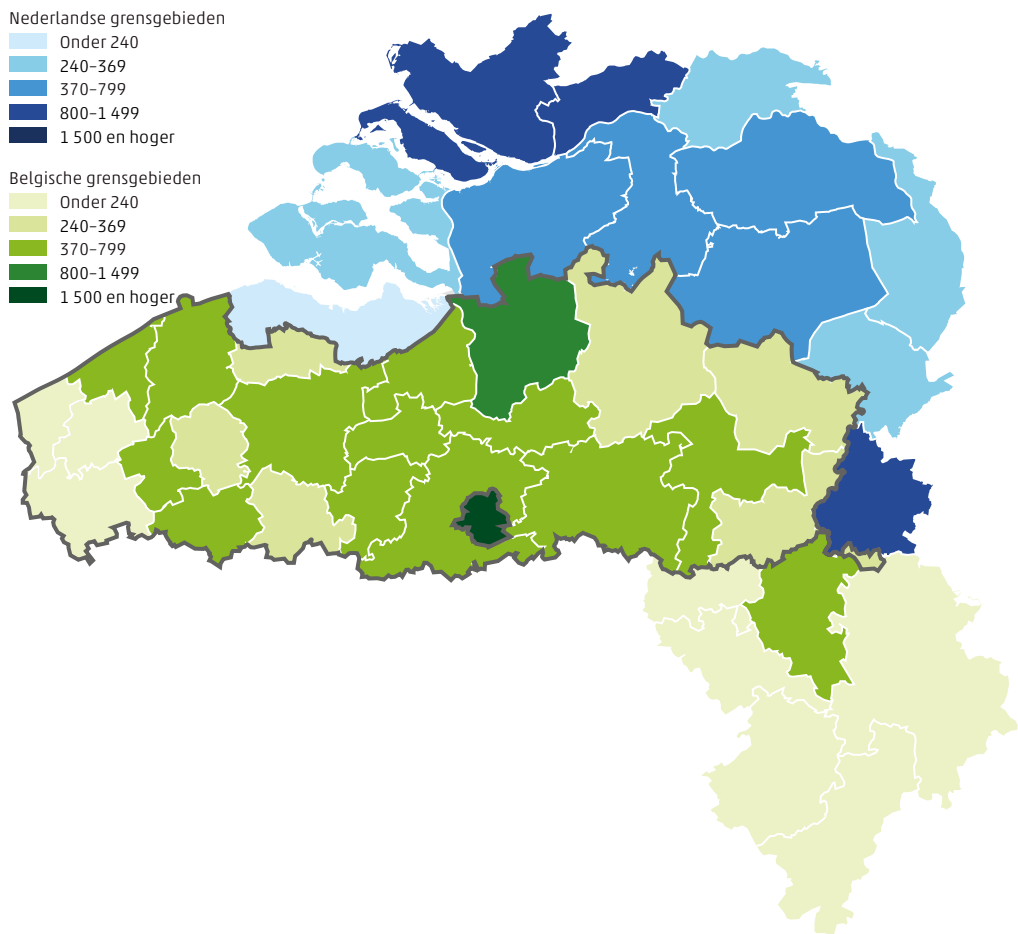 Nederlandse grensgebieden
Onder 240
240–369
370–799
800–1 499
1 500 en hoger
Belgische grensgebieden
Onder 240
240–369
370–799
800–1 499
1 500 en hoger